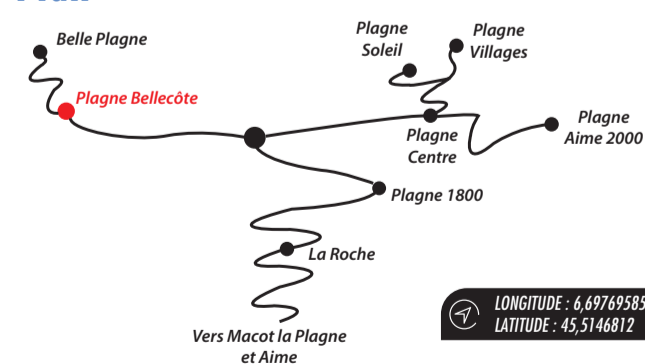 Belle Plagne
Plagne
Soleil
Plagne
Villages
Plagne Bellecôte
Plagne
Centre
Plagne
Aime 2000
Plagne 1800
La Roche
Vers Macot la Plagne
et Aime
LONGITUDE : 6,69769585
LATITUDE : 45,5146812